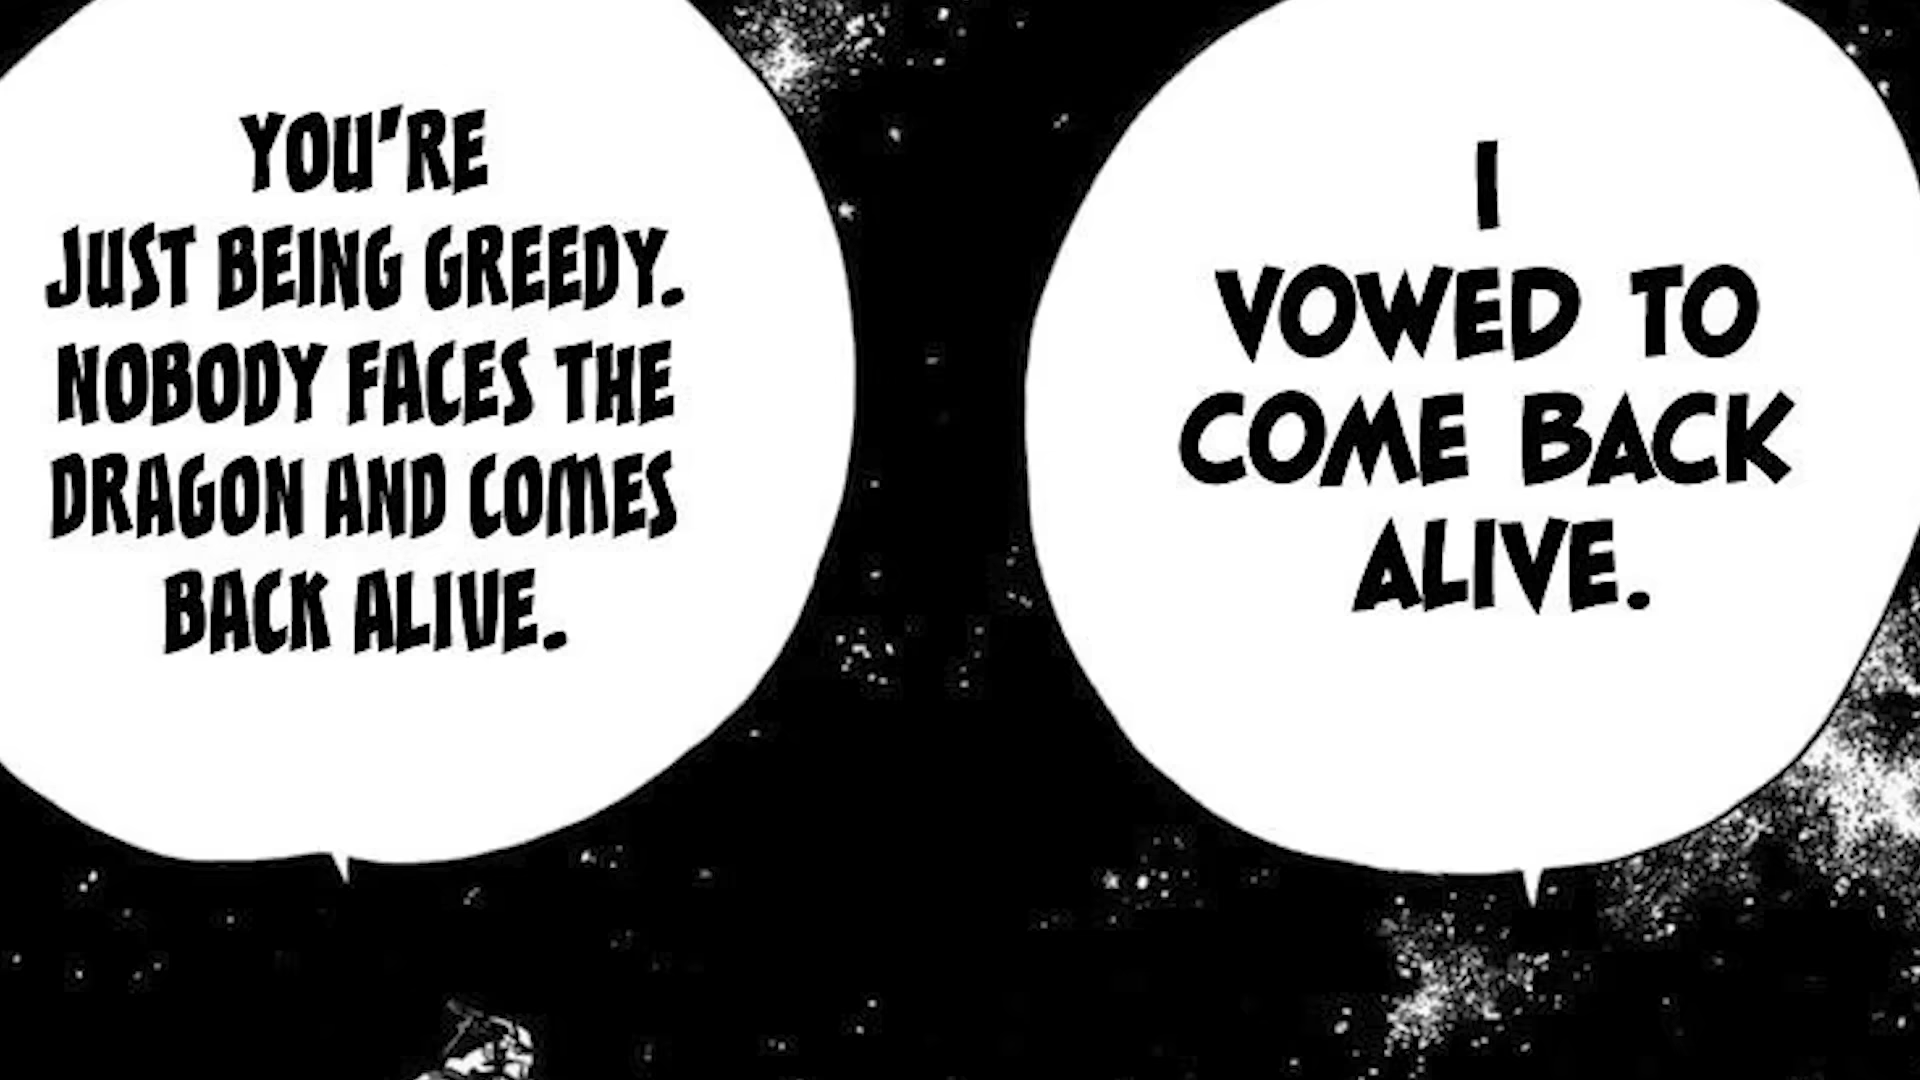 YOU'RE
JUST BEING GREEDY.
NOBODY FACES THE
DRAGON AND COMES
BACK ALIVE.
I
VOWED TO
COME BACK
ALIVE.